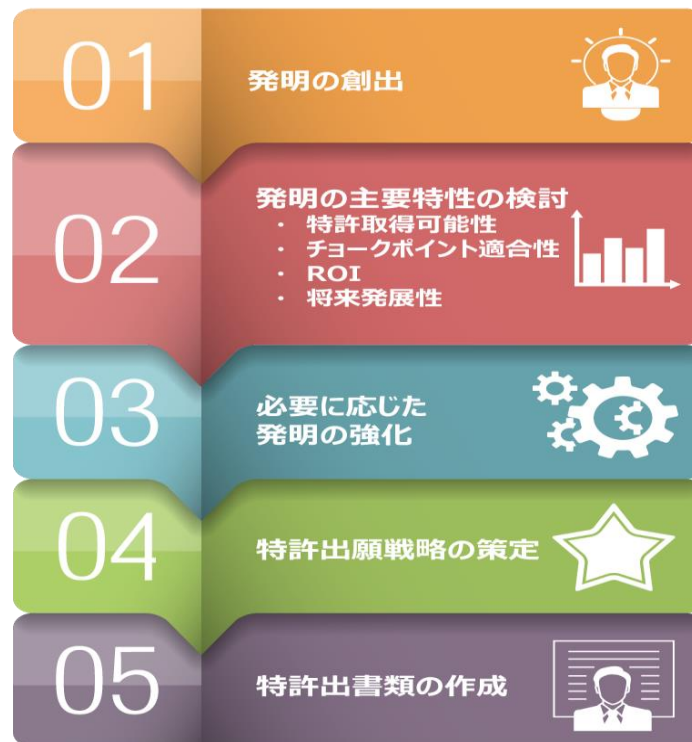 01
発明の創出
02
発明の主要特性の検討
・ 特許取得可能性
・ チョークポイント適合性
・ ROI
・ 将来発展性
03
必要に応じた
発明の強化
04
特許出願戦略の策定
05
特許出書類の作成